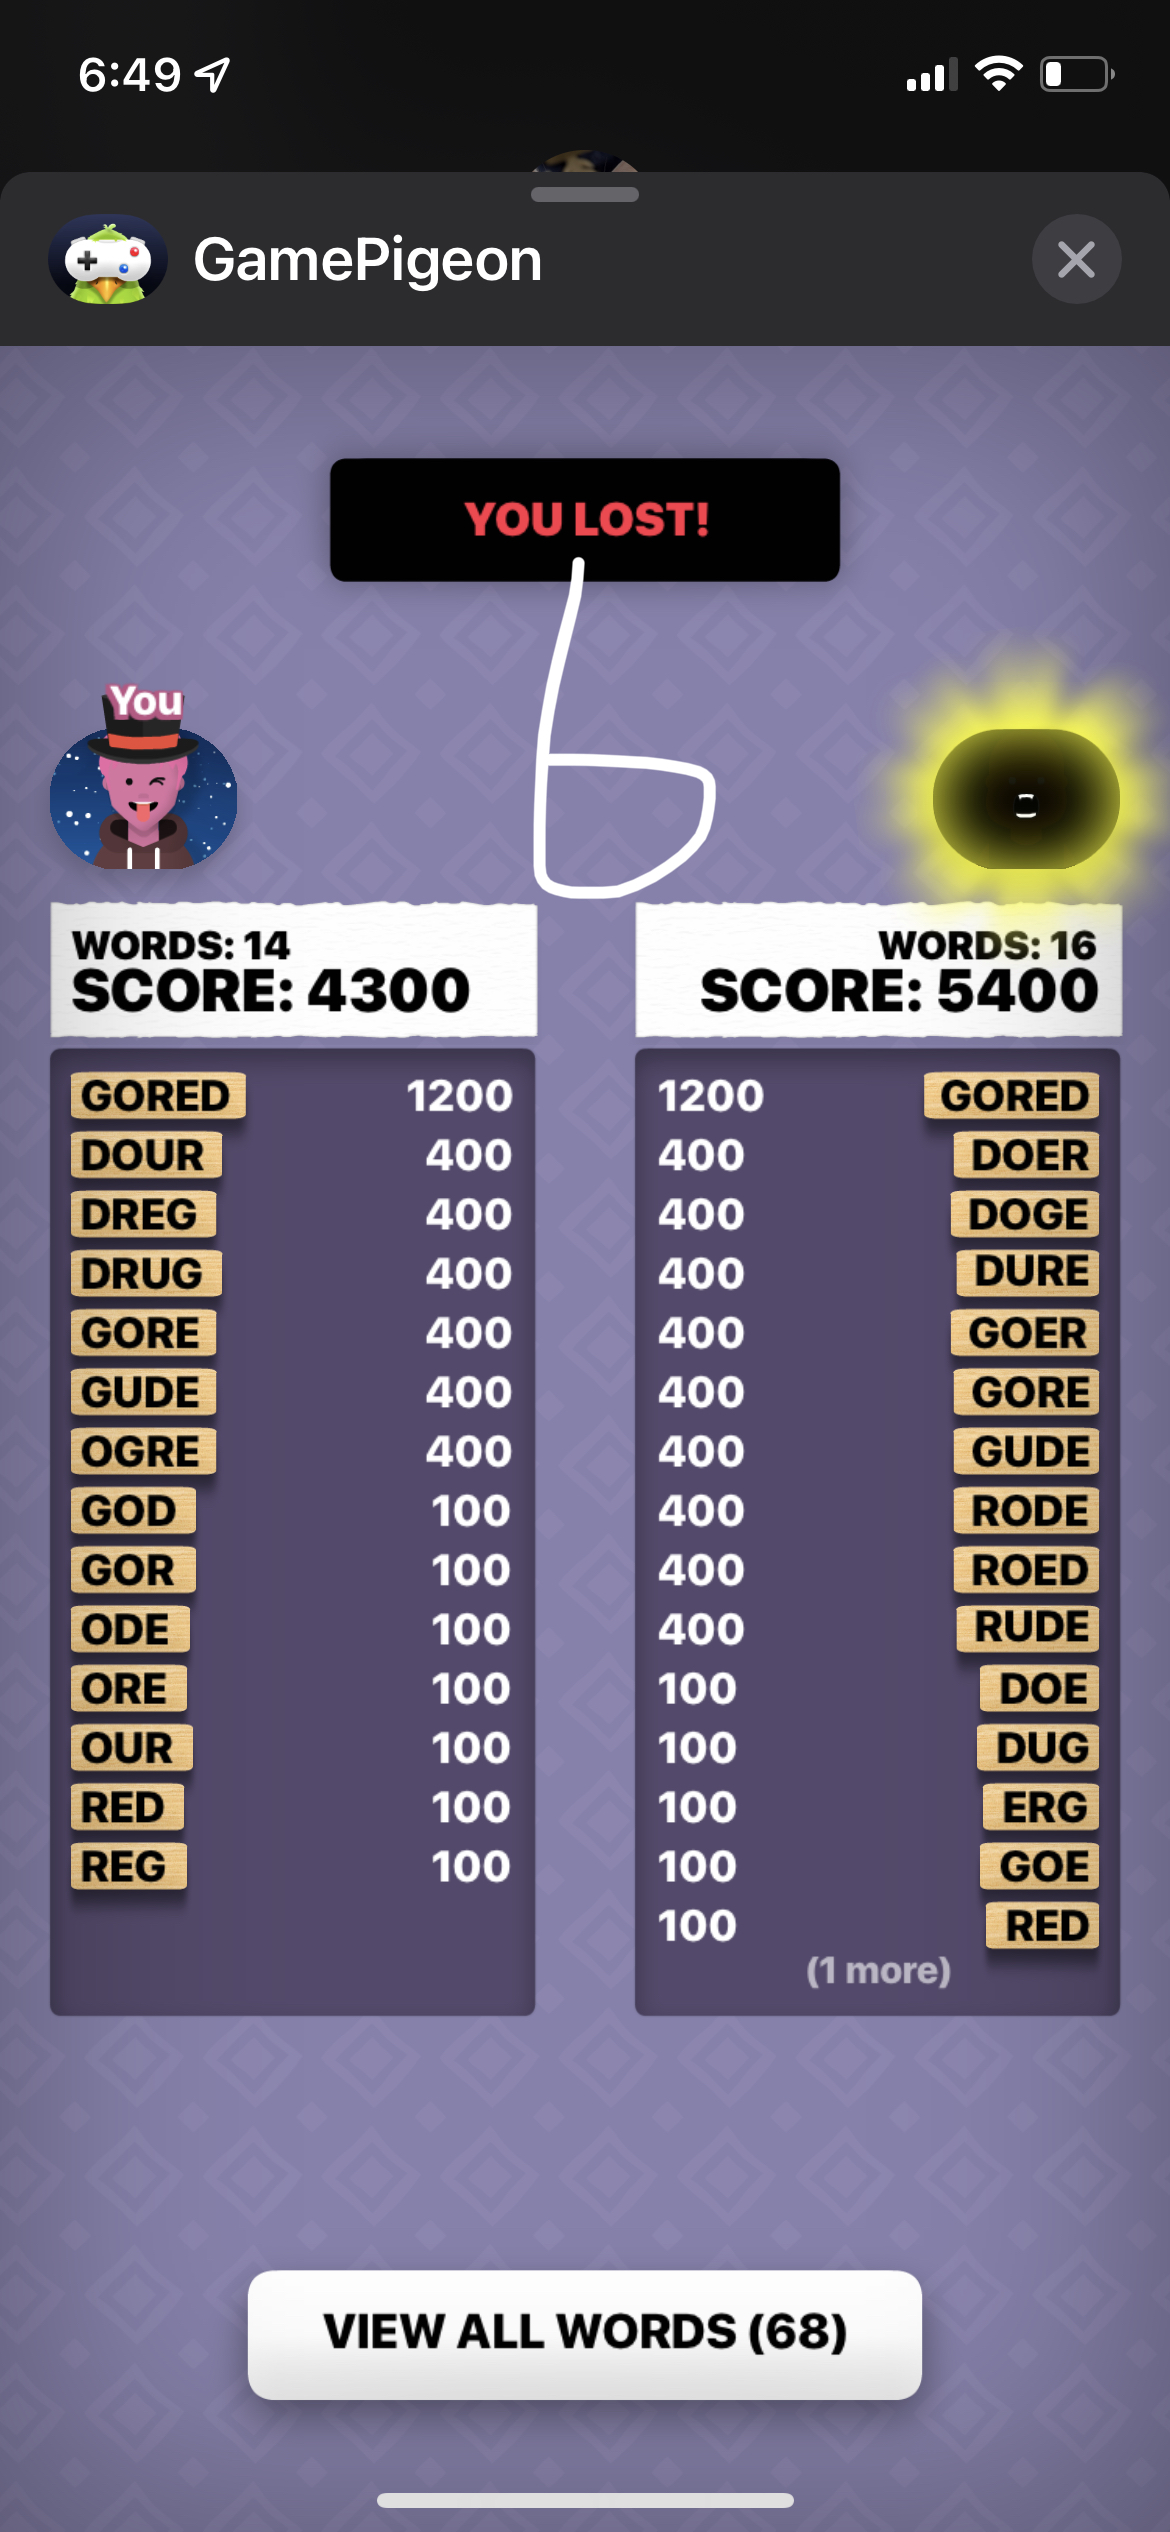 6:49
GamePigeon
YOU LOST!
6
You
WORDS: 14
SCORE: 4300
WORDS: 16
SCORE: 5400
GORED 1200
DOUR 400
DREG 400
DRUG 400
GORE 400
GUDE 400
OGRE 400
GOD 100
GOR 100
ODE 100
ORE 100
OUR 100
RED 100
REG 100
1200 GORED
400 DOER
400 DOGE
400 DURE
400 GOER
400 GORE
400 GUDE
400 RODE
400 ROED
400 RUDE
100 DOE
100 DUG
100 ERG
100 GOE
100 RED
(1 more)
VIEW ALL WORDS (68)